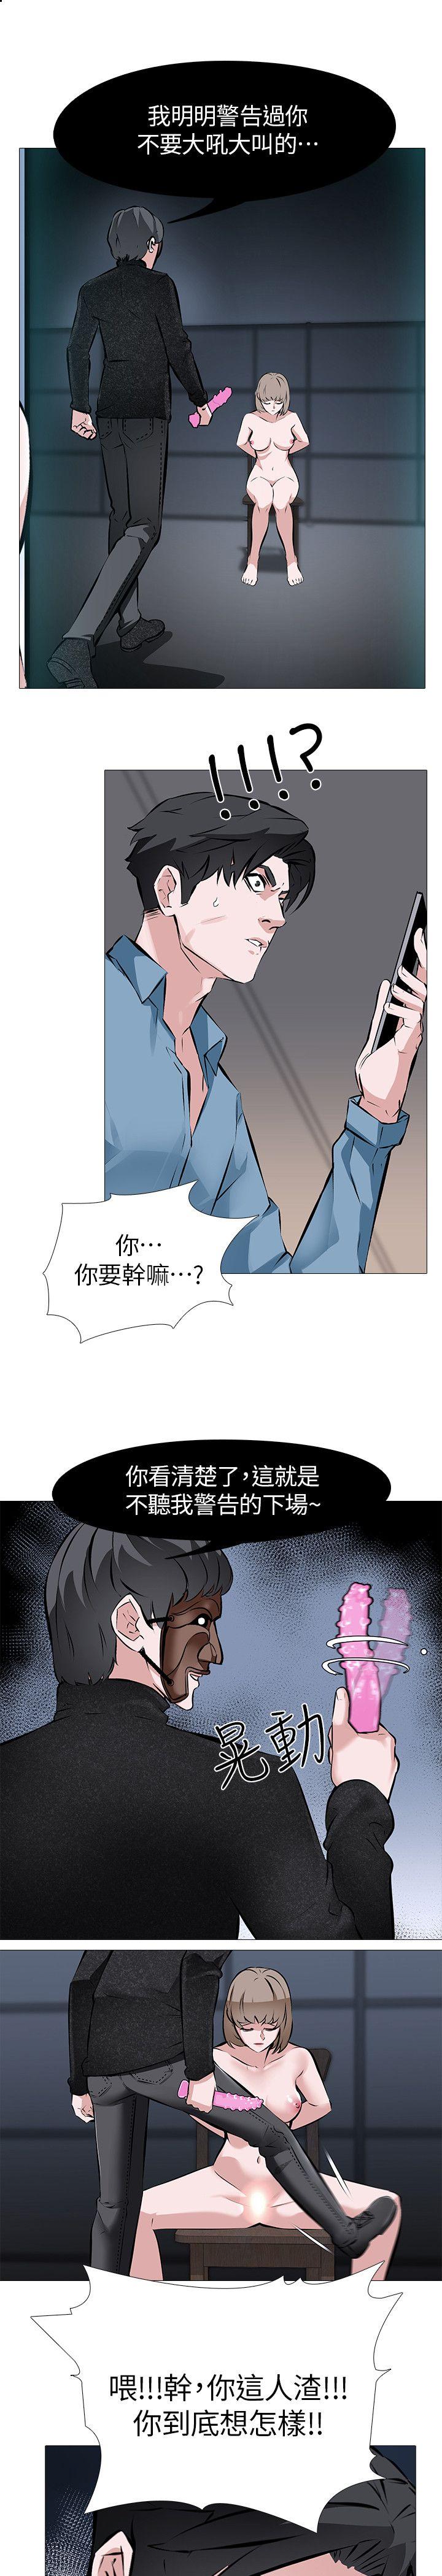 我明明警告過你
不要大吼大叫的⋯
!!!?
你⋯
你要幹嘛⋯?
你看清楚了，這就是
不聽我警告的下場~
晃動
喂!!!幹，你這人渣!!!
你到底想怎樣!!